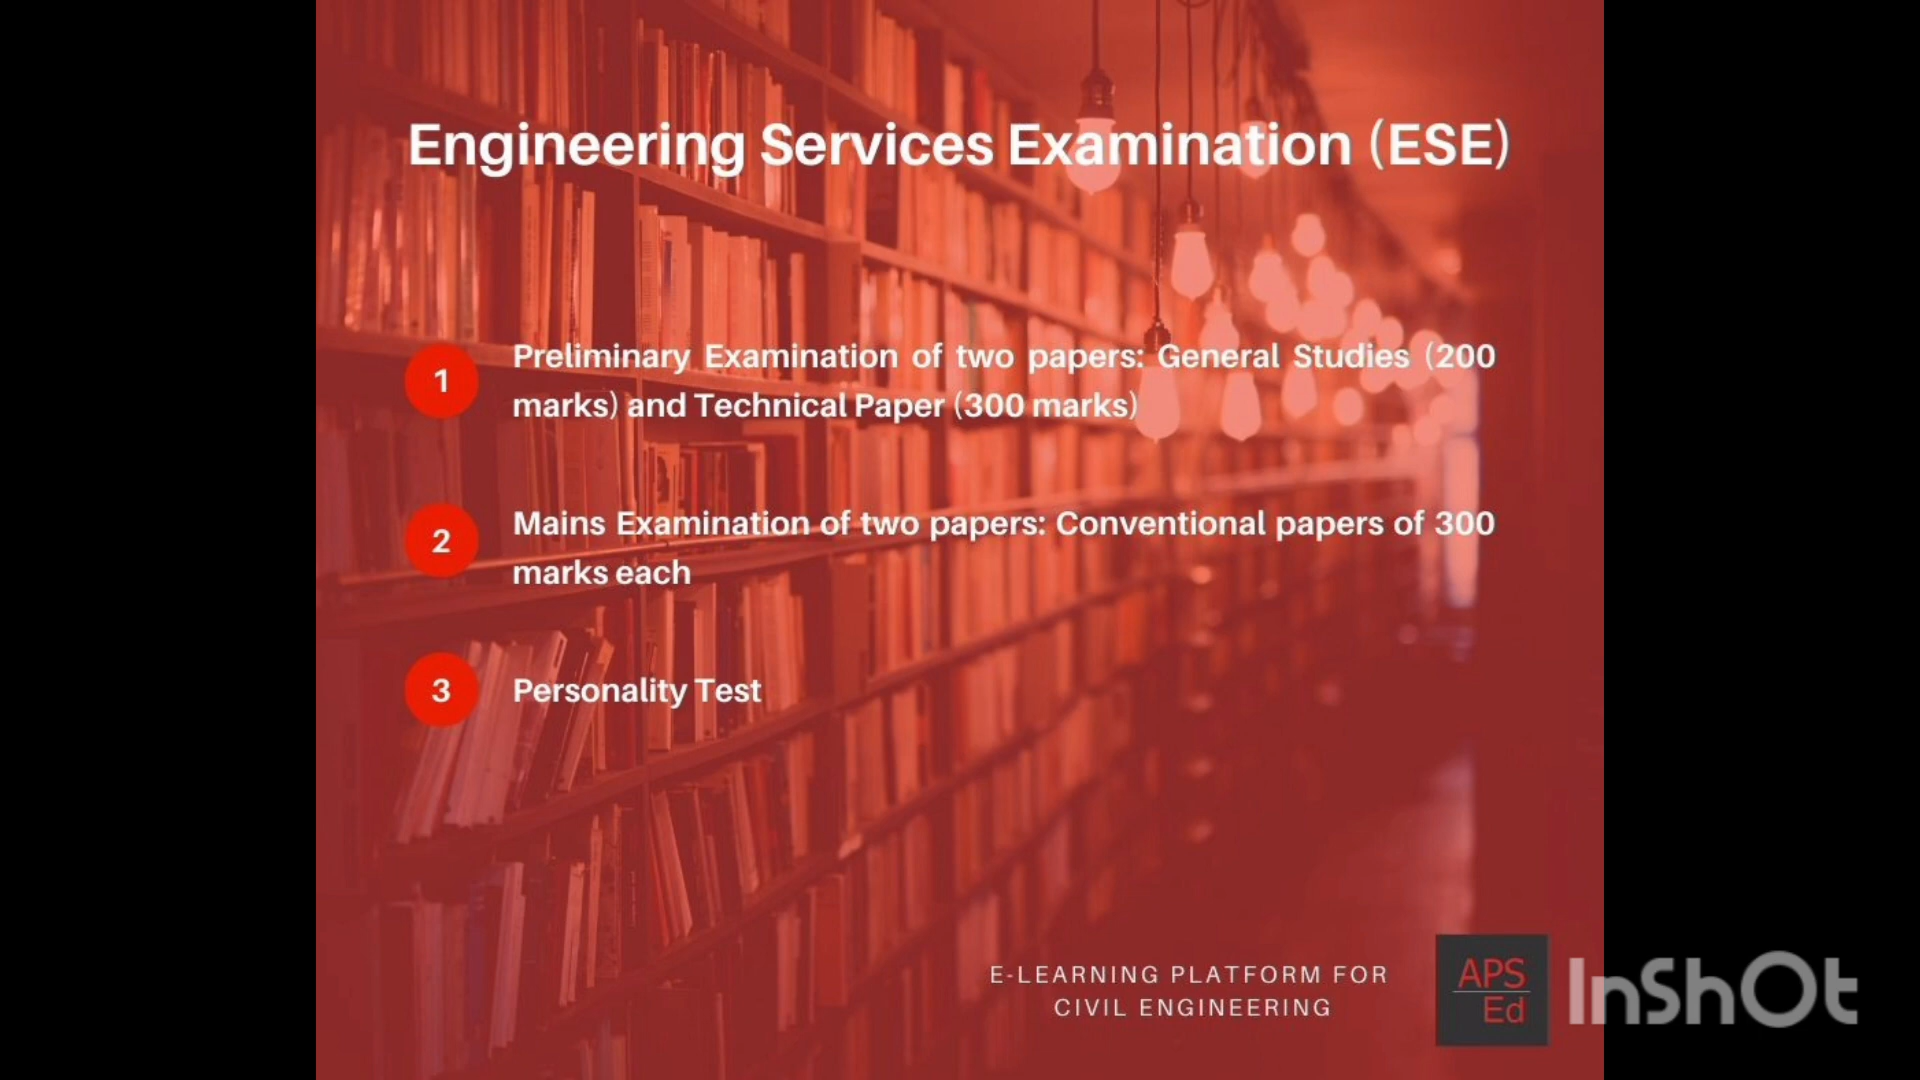 Engineering Services Examination (ESE)
1
Preliminary Examination of two papers: General Studies (200
marks) and Technical Paper (300 marks)
2
Mains Examination of two papers: Conventional papers of 300
marks each
3
Personality Test
E-LEARNING PLATFORM FOR
CIVIL ENGINEERING
APS
Ed
InShOt